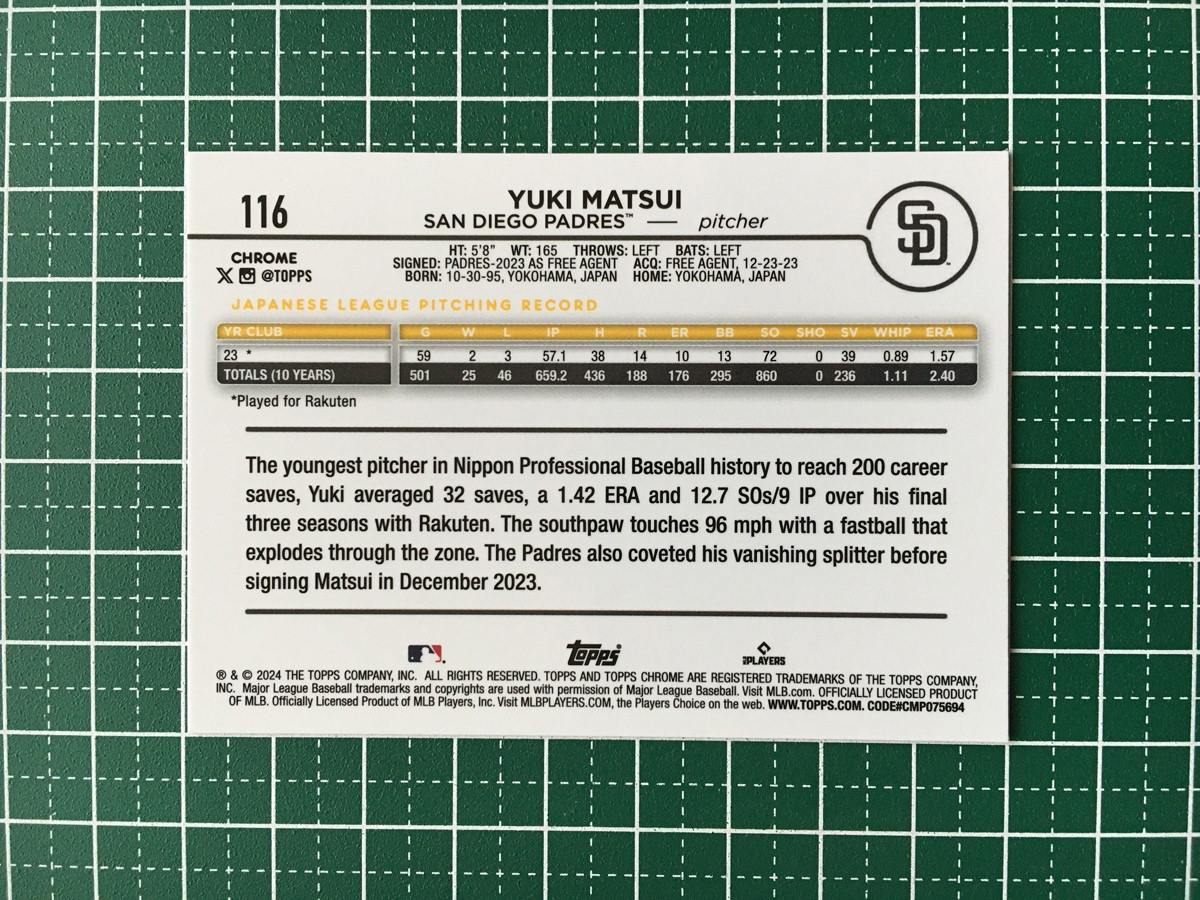 116
YUKI MATSUI
SAN DIEGO PADRES™ — pitcher
SD
CHROME
@TOPPS
HT: 5'8" WT: 165 THROWS: LEFT BATS: LEFT
SIGNED: PADRES-2023 AS FREE AGENT ACQ: FREE AGENT, 12-23-23
BORN: 10-30-95, YOKOHAMA, JAPAN HOME: YOKOHAMA, JAPAN
JAPANESE LEAGUE PITCHING RECORD
YR CLUB G W L IP H R ER BB SO SHO SV WHIP ERA
23 * 59 2 3 57.1 38 14 10 13 72 0 39 0.89 1.57
TOTALS (10 YEARS) 501 25 46 659.2 436 188 176 295 860 0 236 1.11 2.40
*Played for Rakuten
The youngest pitcher in Nippon Professional Baseball history to reach 200 career
saves, Yuki averaged 32 saves, a 1.42 ERA and 12.7 SOs/9 IP over his final
three seasons with Rakuten. The southpaw touches 96 mph with a fastball that
explodes through the zone. The Padres also coveted his vanishing splitter before
signing Matsui in December 2023.
topps
PLAYERS
® & © 2024 THE TOPPS COMPANY, INC. ALL RIGHTS RESERVED. TOPPS AND TOPPS CHROME ARE REGISTERED TRADEMARKS OF THE TOPPS COMPANY,
INC. Major League Baseball trademarks and copyrights are used with permission of Major League Baseball. Visit MLB.com. OFFICIALLY LICENSED PRODUCT
OF MLB. Officially Licensed Product of MLB Players, Inc. Visit MLBPLAYERS.COM, the Players Choice on the web. WWW.TOPPS.COM. CODE#CMP075694